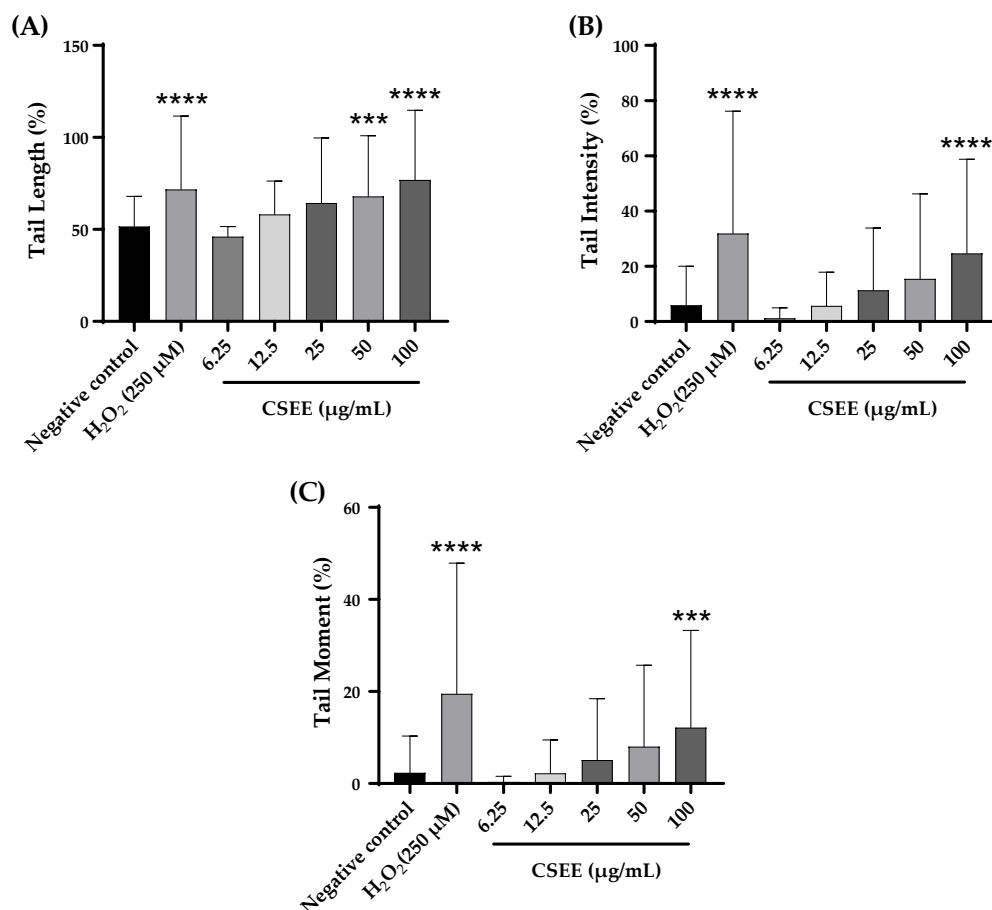 (A)
Tail Length (%)
150
100
50
0
****
***
****
Negative control
H₂O₂ (250 µM)
6.25
12.5
25
50
100
CSEE (µg/mL)
(B)
Tail Intensity (%)
100
80
60
40
20
0
****
****
Negative control
H₂O₂(250 µM)
6.25
12.5
25
50
100
CSEE (µg/mL)
(C)
Tail Moment (%)
60
40
20
0
****
***
Negative control
H₂O₂(250 µM)
6.25
12.5
25
50
100
CSEE (µg/mL)